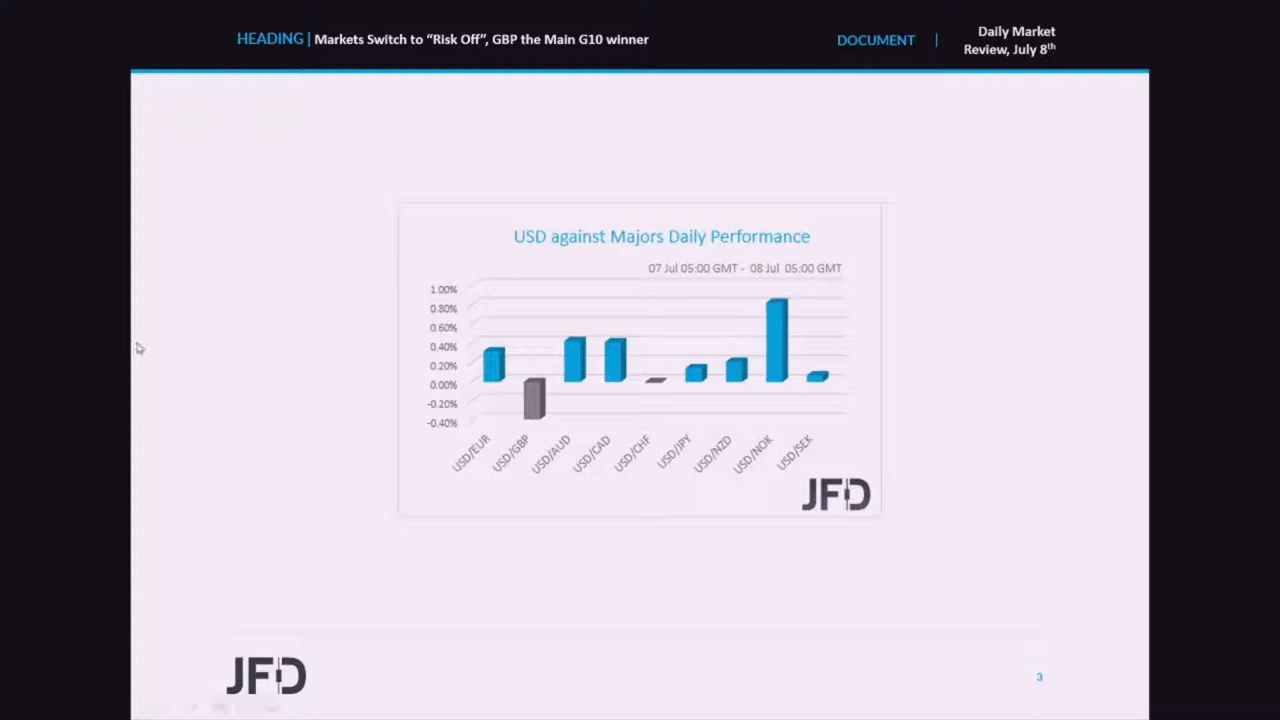 HEADING | Markets Switch to “Risk Off”, GBP the Main G10 winner
DOCUMENT |
Daily Market
Review, July 8th
USD against Majors Daily Performance
07 Jul 05:00 GMT - 08 Jul 05:00 GMT
1.00%
0.80%
0.60%
0.40%
0.20%
0.00%
-0.20%
-0.40%
USD/EUR
USD/GBP
USD/AUD
USD/CAD
USD/CHF
USD/JPY
USD/NZD
USD/NOK
USD/SEK
JFD
JFD
3